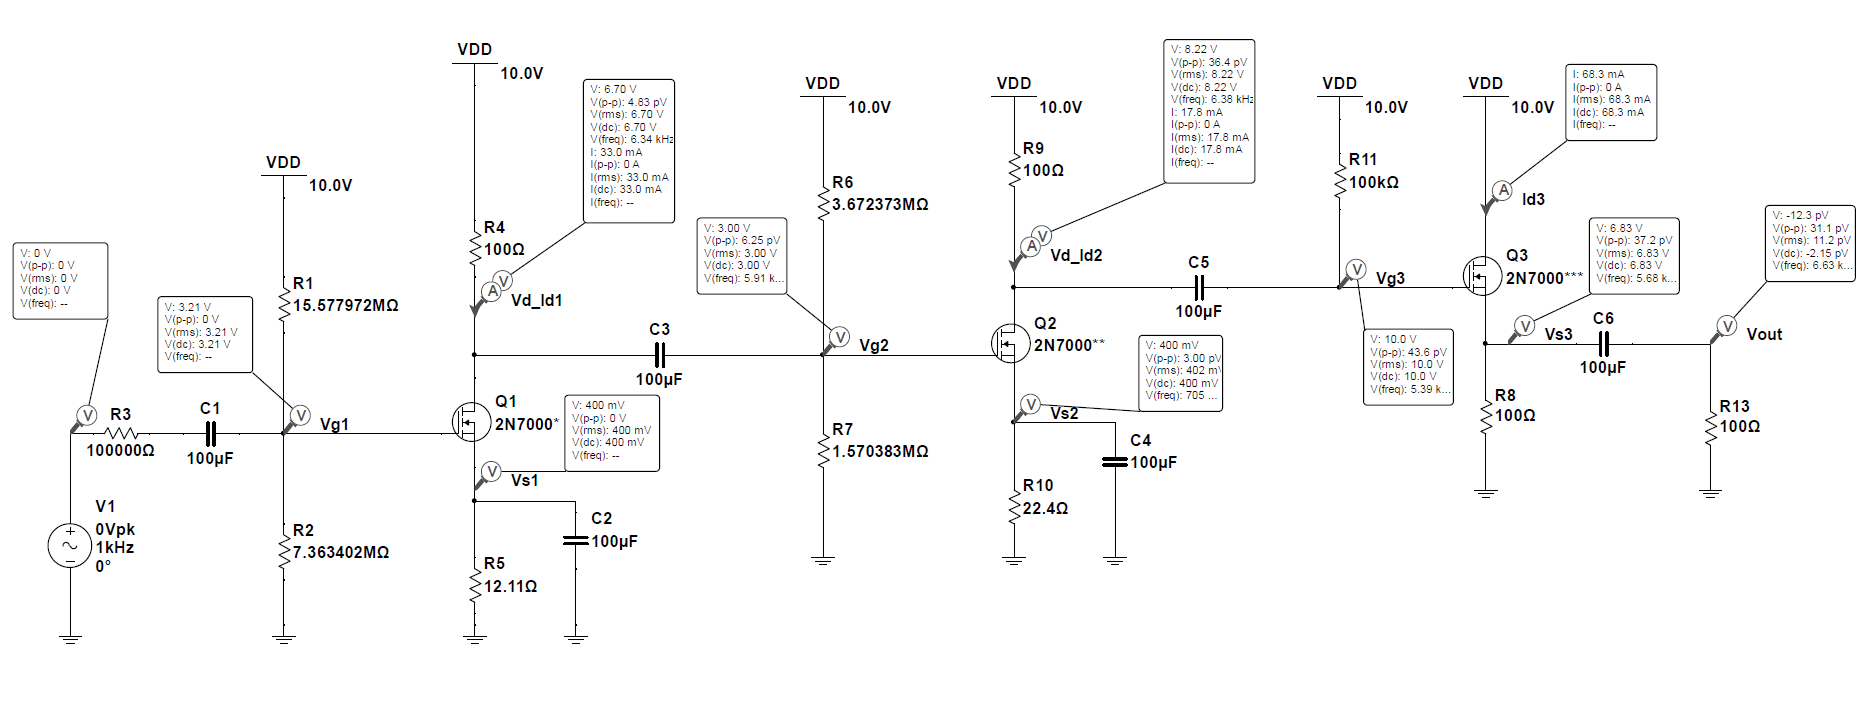 VDD
10.0V
V: 6.70 V
V(p-p): 4.83 pV
V(rms): 6.70 V
V(dc): 6.70 V
V(freq): 6.34 kHz
I: 33.0 mA
I(p-p): 0 A
I(rms): 33.0 mA
I(dc): 33.0 mA
I(freq): --
VDD
10.0V
V: 8.22 V
V(p-p): 36.4 pV
V(rms): 8.22 V
V(dc): 8.22 V
V(freq): 6.38 kHz
I: 17.8 mA
I(p-p): 0 A
I(rms): 17.8 mA
I(dc): 17.8 mA
I(freq): --
VDD
10.0V
VDD
10.0V
VDD
10.0V
I: 68.3 mA
I(p-p): 0 A
I(rms): 68.3 mA
I(dc): 68.3 mA
I(freq): --
VDD
10.0V
R1
15.577972MΩ
R4
100Ω
R6
3.672373MΩ
R9
100Ω
R11
100kΩ
A
Id3
V: 0 V
V(p-p): 0 V
V(rms): 0 V
V(dc): 0 V
V(freq): --
V: 3.21 V
V(p-p): 0 V
V(rms): 3.21 V
V(dc): 3.21 V
V(freq): --
A
V
Vd_Id1
V: 3.00 V
V(p-p): 6.25 pV
V(rms): 3.00 V
V(dc): 3.00 V
V(freq): 5.91 k...
A
V
Vd_Id2
Q3
2N7000***
V: 6.83 V
V(p-p): 37.2 pV
V(rms): 6.83 V
V(dc): 6.83 V
V(freq): 5.68 k...
V: -12.3 pV
V(p-p): 31.1 pV
V(rms): 11.2 pV
V(dc): -2.15 pV
V(freq): 6.63 k...
C5
100µF
V
Vg3
C3
100µF
V
Vg2
Q2
2N7000**
V: 400 mV
V(p-p): 3.00 pV
V(rms): 402 mV
V(dc): 400 mV
V(freq): 705 ...
V: 10.0 V
V(p-p): 43.6 pV
V(rms): 10.0 V
V(dc): 10.0 V
V(freq): 5.39 k...
V
Vs3
C6
100µF
V
Vout
V
R3
100000Ω
C1
100µF
V
Vg1
Q1
2N7000*
V: 400 mV
V(p-p): 0 V
V(rms): 400 mV
V(dc): 400 mV
V(freq): --
V
Vs1
R7
1.570383MΩ
V
Vs2
C4
100µF
R8
100Ω
R13
100Ω
V1
0Vpk
1kHz
0°
R2
7.363402MΩ
C2
100µF
R5
12.11Ω
R10
22.4Ω